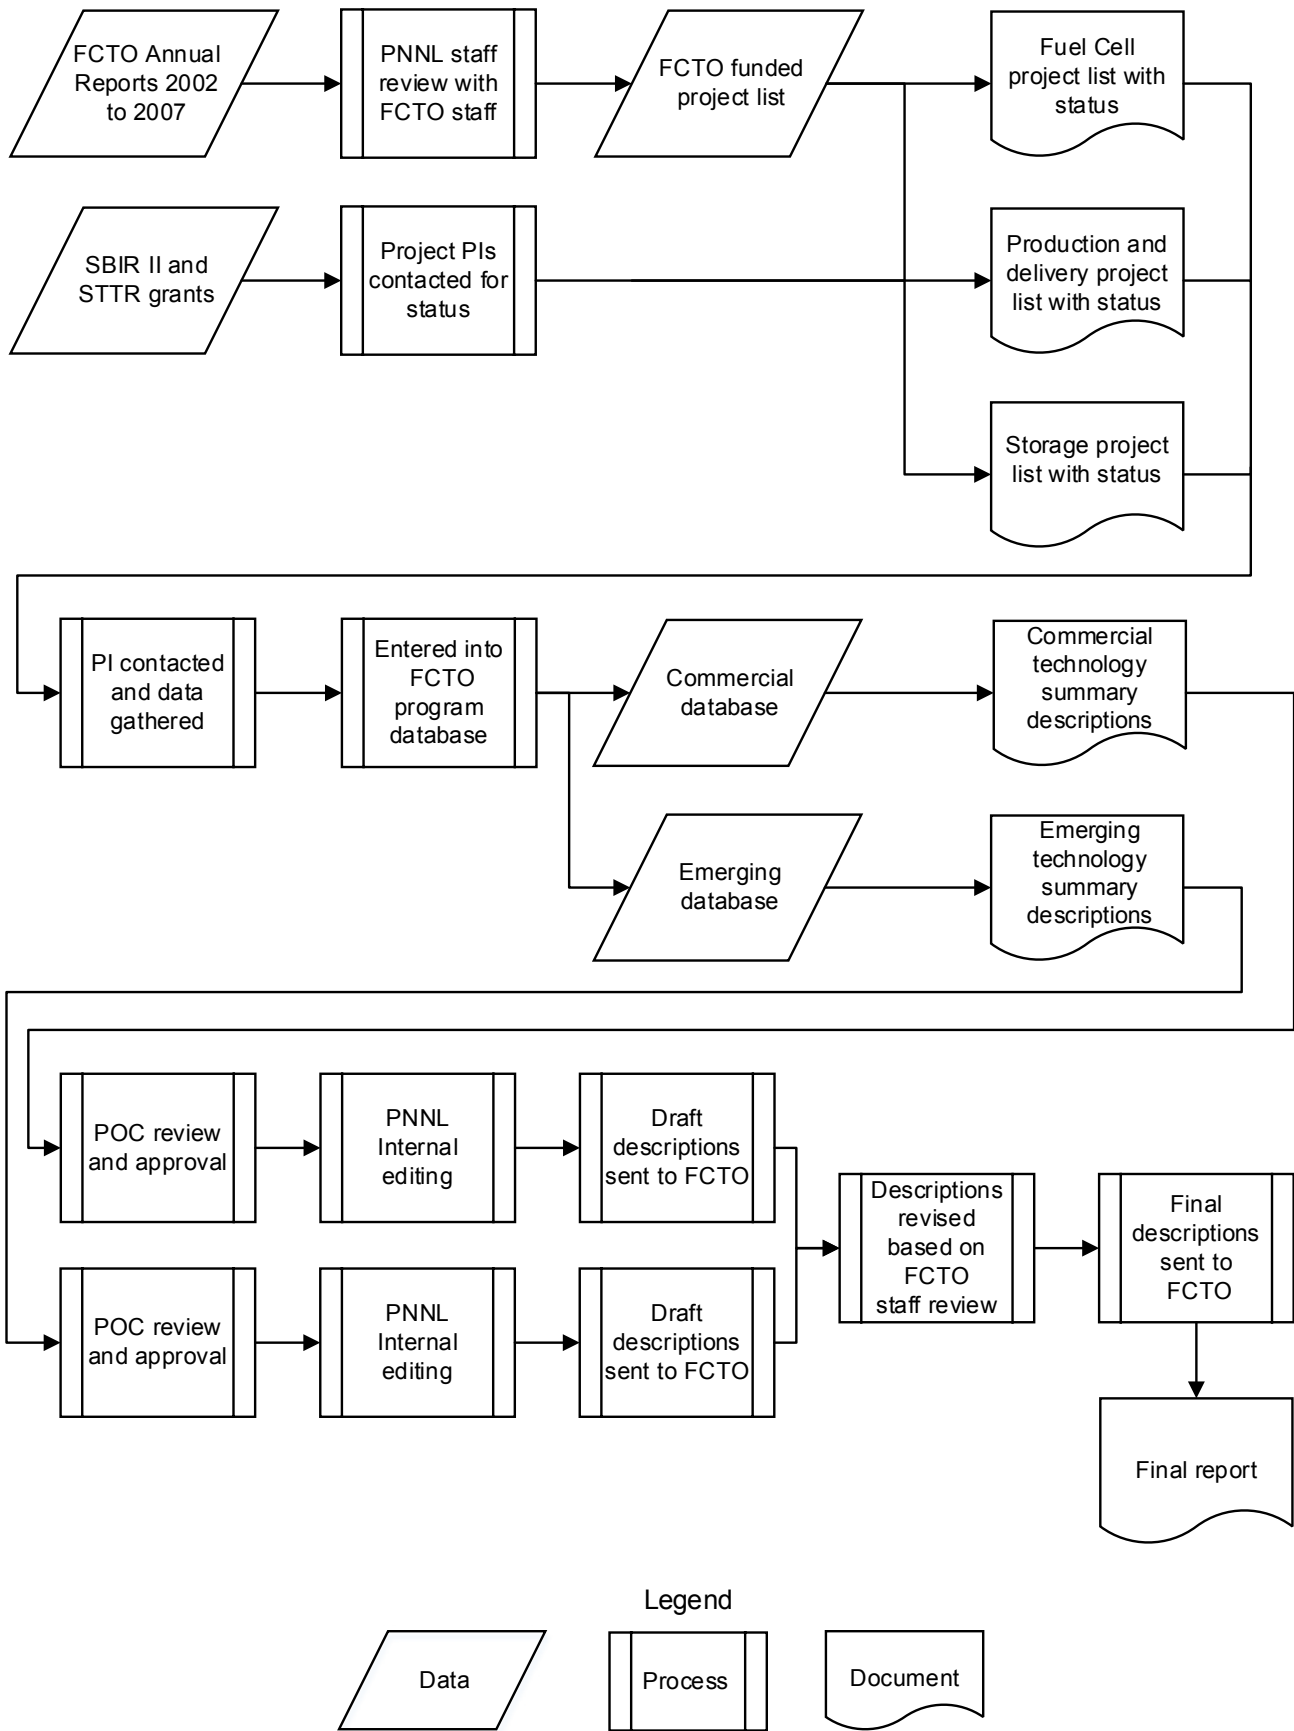 FCTO Annual
Reports 2002
to 2007
PNNL staff
review with
FCTO staff
FCTO funded
project list
Fuel Cell
project list with
status
SBIR II and
STTR grants
Project PIs
contacted for
status
Production and
delivery project
list with status
Storage project
list with status
PI contacted
and data
gathered
Entered into
FCTO
program
database
Commercial
database
Commercial
technology
summary
descriptions
Emerging
database
Emerging
technology
summary
descriptions
POC review
and approval
PNNL
Internal
editing
Draft
descriptions
sent to FCTO
Descriptions
revised
based on
FCTO
staff review
Final
descriptions
sent to
FCTO
POC review
and approval
PNNL
Internal
editing
Draft
descriptions
sent to FCTO
Final report
Legend
Data
Process
Document